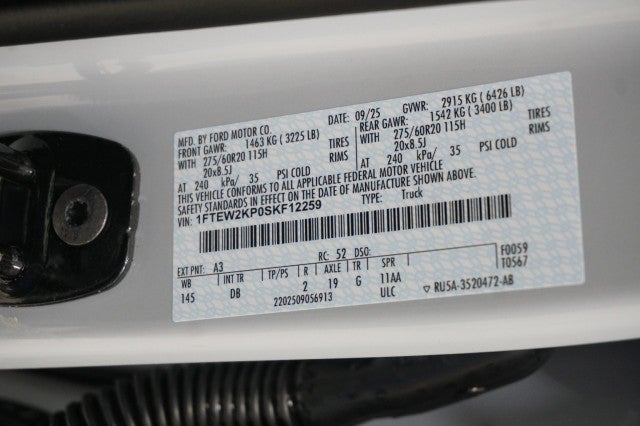 MFD. BY FORD MOTOR CO. DATE: 09/25 GVWR: 2915 KG ( 6426 LB)
FRONT GAWR: 1463 KG ( 3225 LB) REAR GAWR: 1542 KG ( 3400 LB)
WITH 275/60R20 115H TIRES WITH 275/60R20 115H TIRES
20x8.5J RIMS 20x8.5J RIMS
AT 240 kPa/ 35 PSI COLD AT 240 kPa/ 35 PSI COLD
THIS VEHICLE CONFORMS TO ALL APPLICABLE FEDERAL MOTOR VEHICLE
SAFETY STANDARDS IN EFFECT ON THE DATE OF MANUFACTURE SHOWN ABOVE.
1FTEW2KP0SKF12259 TYPE: Truck
EXT PNT: A3 RC: 52 DSO: F0059
WB INT TR TP/PS R AXLE TR SPR T0567
145 DB 2 19 G 11AA
2202509056913 ULC ▽ RU5A-3520472-AB